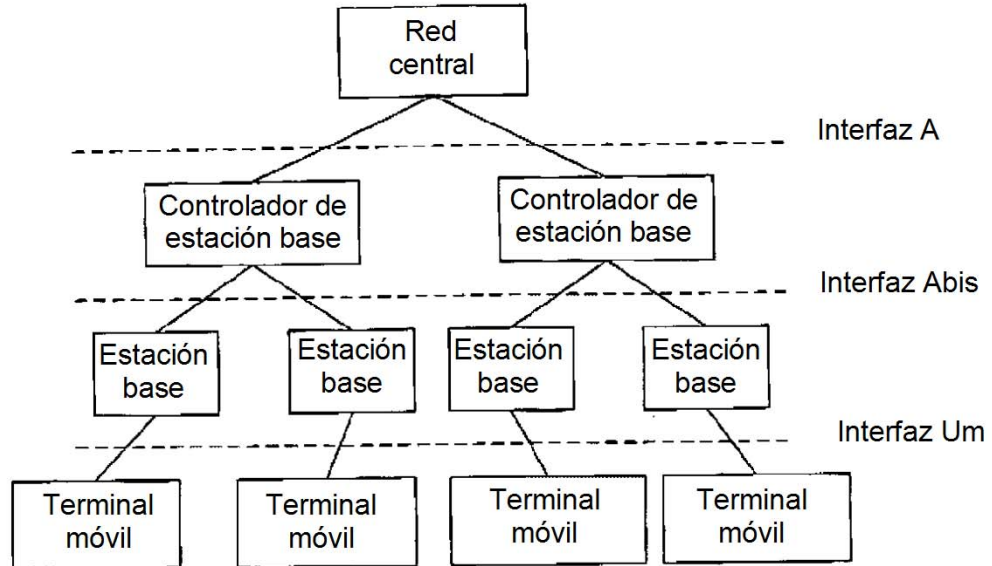 Red
central
Interfaz A
Controlador de
estación base
Controlador de
estación base
Interfaz Abis
Estación
base
Estación
base
Estación
base
Estación
base
Interfaz Um
Terminal
móvil
Terminal
móvil
Terminal
móvil
Terminal
móvil